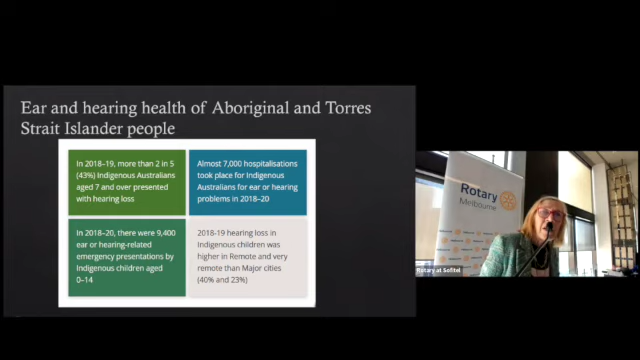 Ear and hearing health of Aboriginal and Torres
Strait Islander people
In 2018–19, more than 2 in 5
(43%) Indigenous Australians
aged 7 and over presented
with hearing loss
Almost 7,000 hospitalisations
took place for Indigenous
Australians for ear or hearing
problems in 2018–20
In 2018–20, there were 9,400
ear or hearing-related
emergency presentations by
Indigenous children aged
0–14
2018–19 hearing loss in
Indigenous children was
higher in Remote and very
remote than Major cities
(40% and 23%)
Rotary
Melbourne
Rotary at Sofitel